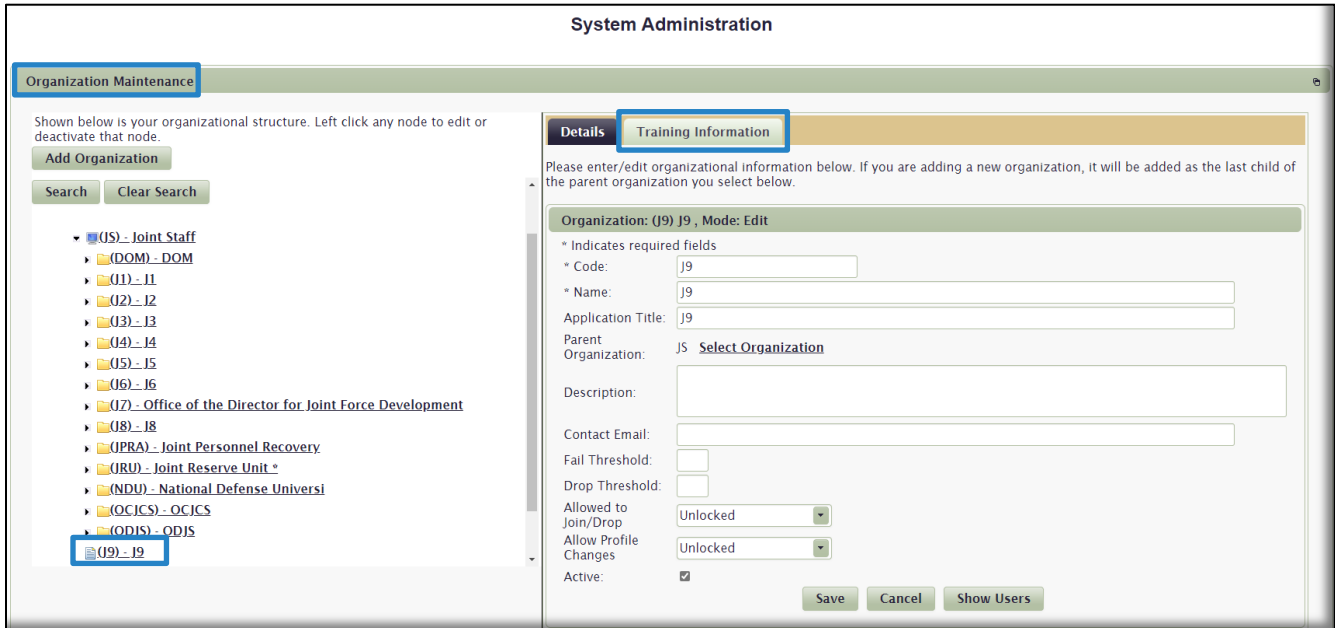 System Administration
Organization Maintenance
Shown below is your organizational structure. Left click any node to edit or
deactivate that node.
Add Organization
Search Clear Search
(JS) - Joint Staff
(DOM) - DOM
(J1) - J1
(J2) - J2
(J3) - J3
(J4) - J4
(J5) - J5
(J6) - J6
(J7) - Office of the Director for Joint Force Development
(J8) - J8
(JPRA) - Joint Personnel Recovery
(JRU) - Joint Reserve Unit *
(NDU) - National Defense Universi
(OCJCS) - OCJCS
(ODJS) - ODJS
(J9) - J9
Details Training Information
Please enter/edit organizational information below. If you are adding a new organization, it will be added as the last child of
the parent organization you select below.
Organization: (J9) J9 , Mode: Edit
* Indicates required fields
* Code: J9
* Name: J9
Application Title: J9
Parent
Organization: JS Select Organization
Description:
Contact Email:
Fail Threshold:
Drop Threshold:
Allowed to
Join/Drop Unlocked
Allow Profile
Changes Unlocked
Active:
Save Cancel Show Users